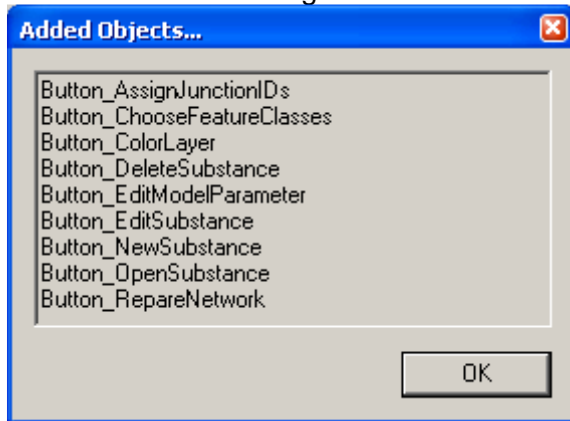 Added Objects...
Button_AssignJunctionIDs
Button_ChooseFeatureClasses
Button_ColorLayer
Button_DeleteSubstance
Button_EditModelParameter
Button_EditSubstance
Button_NewSubstance
Button_OpenSubstance
Button_RepareNetwork
OK